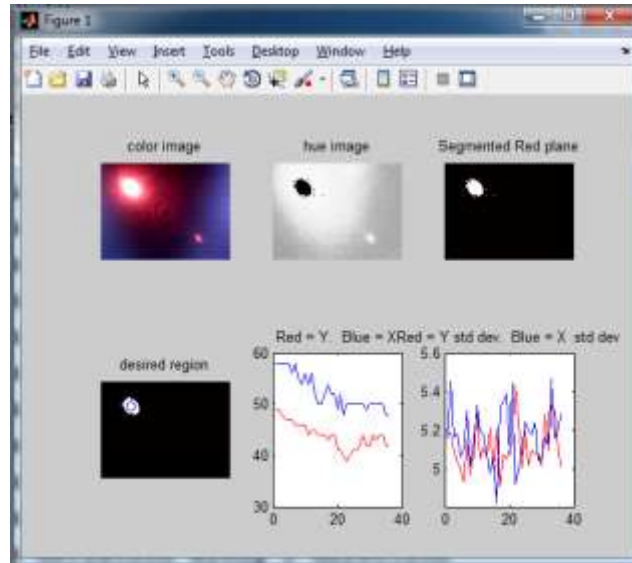 Figure 1
File Edit View Insert Tools Desktop Window Help
color image
hue image
Segmented Red plane
desired region
Red = Y. Blue = X
Red = Y std dev. Blue = X std dev
60
50
40
30
0 20 40
5.6
5.4
5.2
5
0 20 40